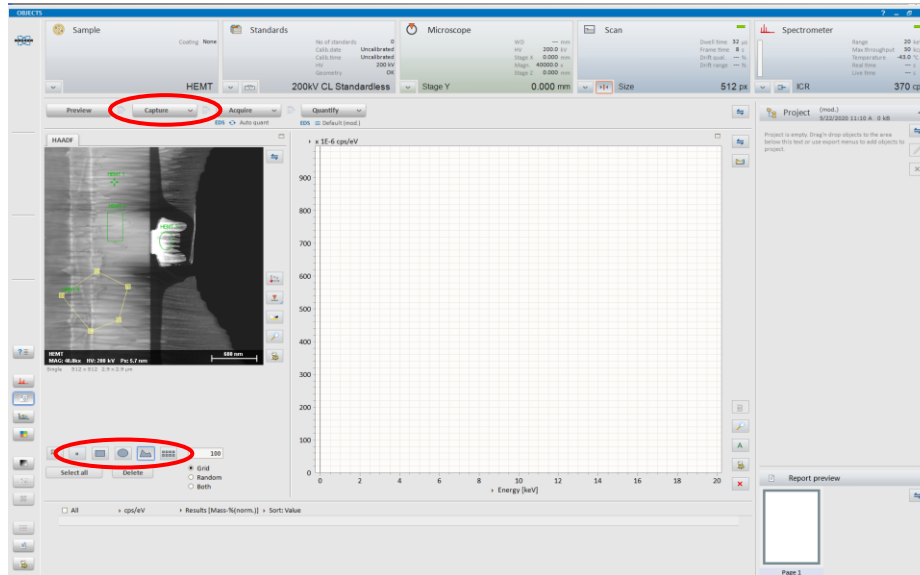 OBJECTS
Sample
Coating None
HEMT
Standards
No of standards 0
Calib.date Uncalibrated
Calib.time Uncalibrated
HV 200 kV
Geometry OK
200kV CL Standardless
Microscope
WD --- mm
HV 200.0 kV
Stage X 0.000 mm
Magn. 40000.0 x
Stage Z 0.000 mm
Stage Y 0.000 mm
Scan
Dwell time 32 µs
Frame time 8 s
Drift qual. --- %
Drift range --- %
Size 512 px
Spectrometer
Range 20
Max.throughput 30
Temperature -43.0
Real time --- s
Live time --- s
ICR 370 cp
Preview
Capture
Acquire
Quantify
EDS Auto quant
EDS Default (mod.)
Project (mod.)
9/22/2020 11:10 A 0 kB
Project is empty. Drag'n drop objects to the area
below this text or use export menus to add objects to
project
HAADF
x 1E-6 cps/eV
900
800
700
600
500
400
300
200
100
0
0 2 4 6 8 10 12 14 16 18 20
Energy [keV]
HEMT
MAG: 40.0kx HV: 200 kV Px: 5.7 nm
600 nm
Single 512 x 512 2.9 x 2.9 µm
100
Select all
Delete
Grid
Random
Both
A
Report preview
Page 1
All cps/eV Results [Mass-%(norm.)] Sort: Value